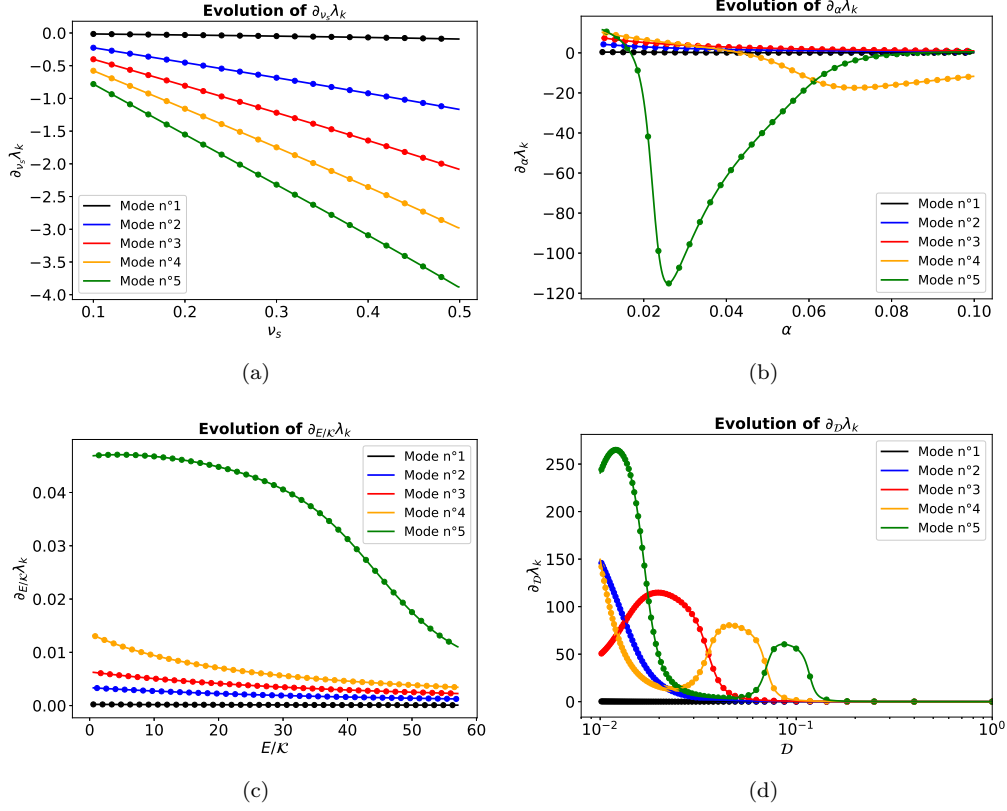 Evolution of ∂νₛλₖ
0.0
−0.5
−1.0
−1.5
−2.0
−2.5
−3.0
−3.5
−4.0
∂νₛλₖ
Mode n°1
Mode n°2
Mode n°3
Mode n°4
Mode n°5
0.1 0.2 0.3 0.4 0.5
νₛ
(a)
Evolution of ∂αλₖ
0
−20
−40
−60
−80
−100
−120
∂αλₖ
Mode n°1
Mode n°2
Mode n°3
Mode n°4
Mode n°5
0.02 0.04 0.06 0.08 0.10
α
(b)
Evolution of ∂E/𝒦λₖ
0.04
0.03
0.02
0.01
0.00
∂E/𝒦λₖ
Mode n°1
Mode n°2
Mode n°3
Mode n°4
Mode n°5
0 10 20 30 40 50 60
E/𝒦
(c)
Evolution of ∂𝒟λₖ
250
200
150
100
50
0
∂𝒟λₖ
Mode n°1
Mode n°2
Mode n°3
Mode n°4
Mode n°5
10⁻² 10⁻¹ 10⁰
𝒟
(d)